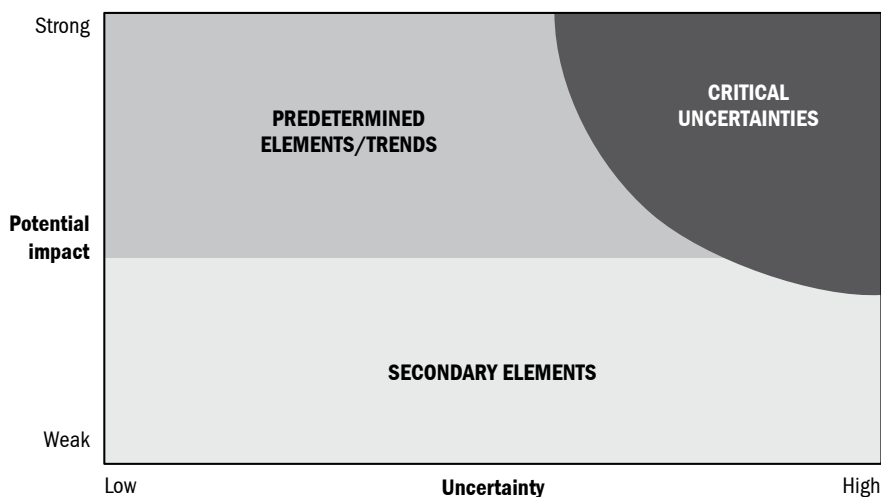 Strong
CRITICAL
UNCERTAINTIES
PREDETERMINED
ELEMENTS/TRENDS
Potential
impact
SECONDARY ELEMENTS
Weak
Low
Uncertainty
High